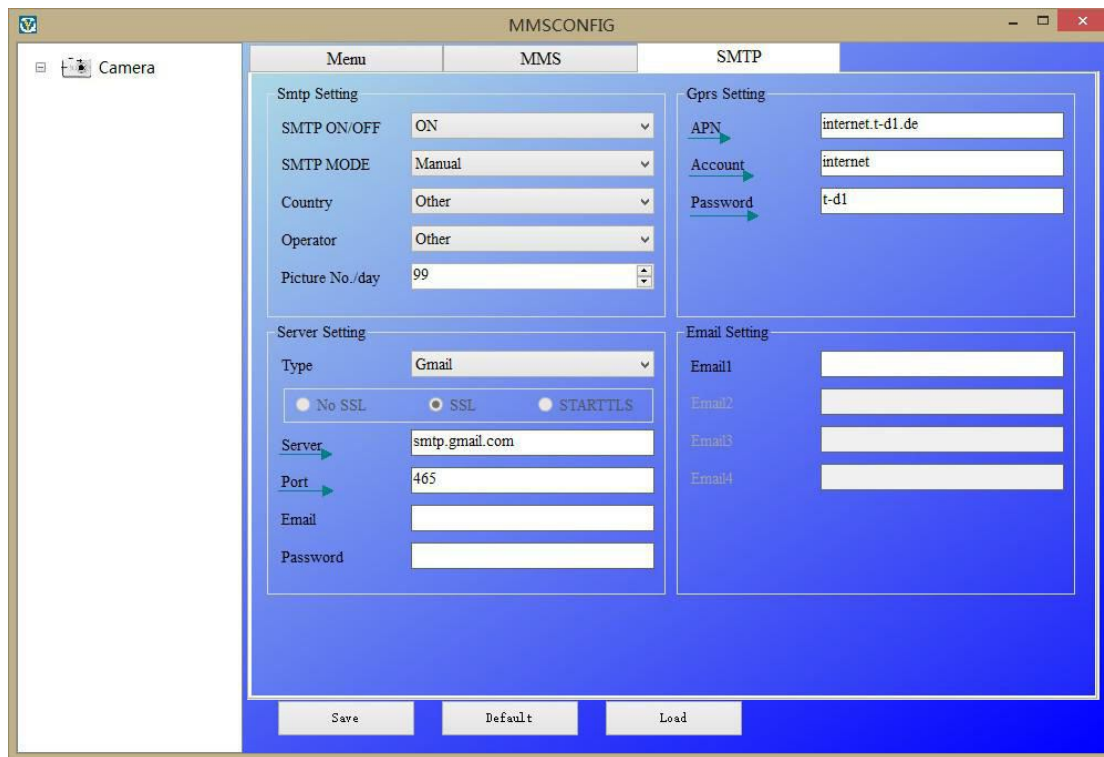 MMSCONFIG
Camera
Menu
MMS
SMTP
Smtp Setting
SMTP ON/OFF
ON
SMTP MODE
Manual
Country
Other
Operator
Other
Picture No./day
99
Gprs Setting
APN
internet.t-d1.de
Account
internet
Password
t-d1
Server Setting
Type
Gmail
No SSL
SSL
STARTTLS
Server
smtp.gmail.com
Port
465
Email
Password
Email Setting
Email1
Email2
Email3
Email4
Save
Default
Load